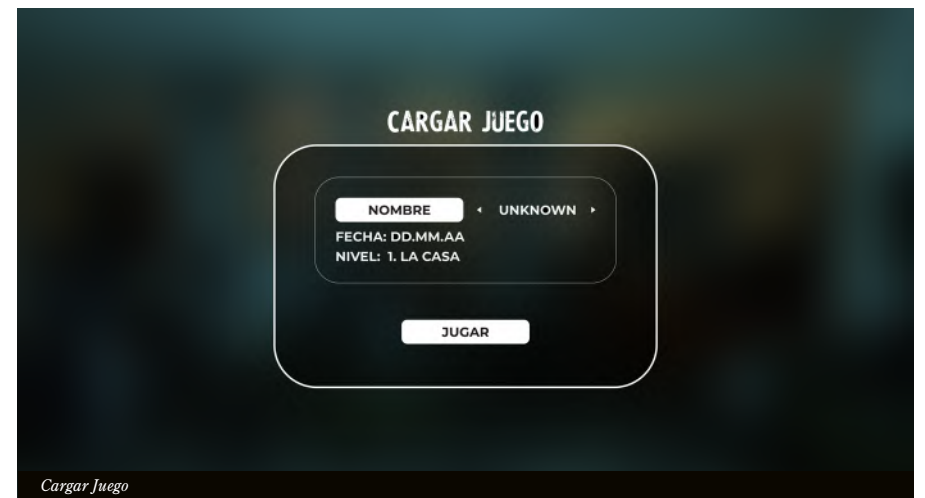 CARGAR JUEGO
NOMBRE UNKNOWN
FECHA: DD.MM.AA
NIVEL: 1. LA CASA
JUGAR
Cargar Juego